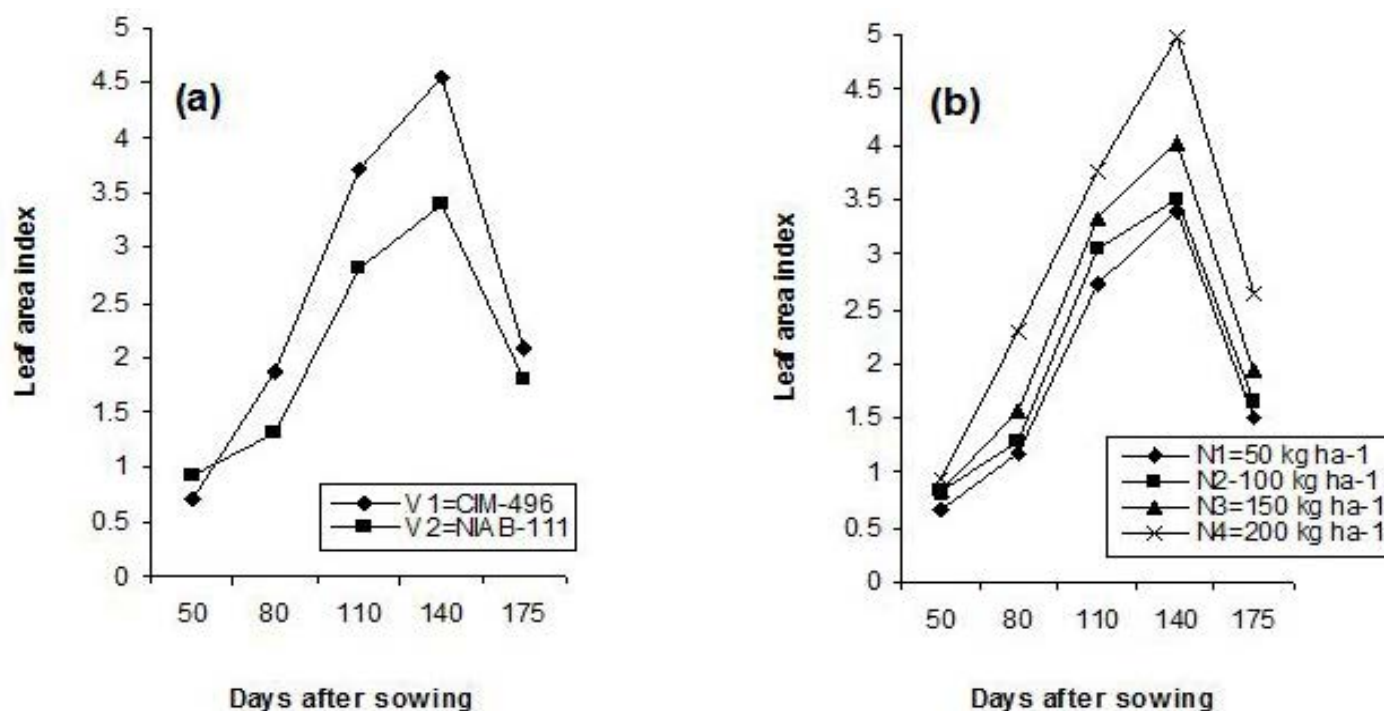 (a)
Leaf area index
5
4.5
4
3.5
3
2.5
2
1.5
1
0.5
0
50 80 110 140 175
Days after sowing
V1=CIM-496
V2=NIAB-111
(b)
Leaf area index
5
4.5
4
3.5
3
2.5
2
1.5
1
0.5
0
50 80 110 140 175
Days after sowing
N1=50 kg ha-1
N2-100 kg ha-1
N3=150 kg ha-1
N4=200 kg ha-1